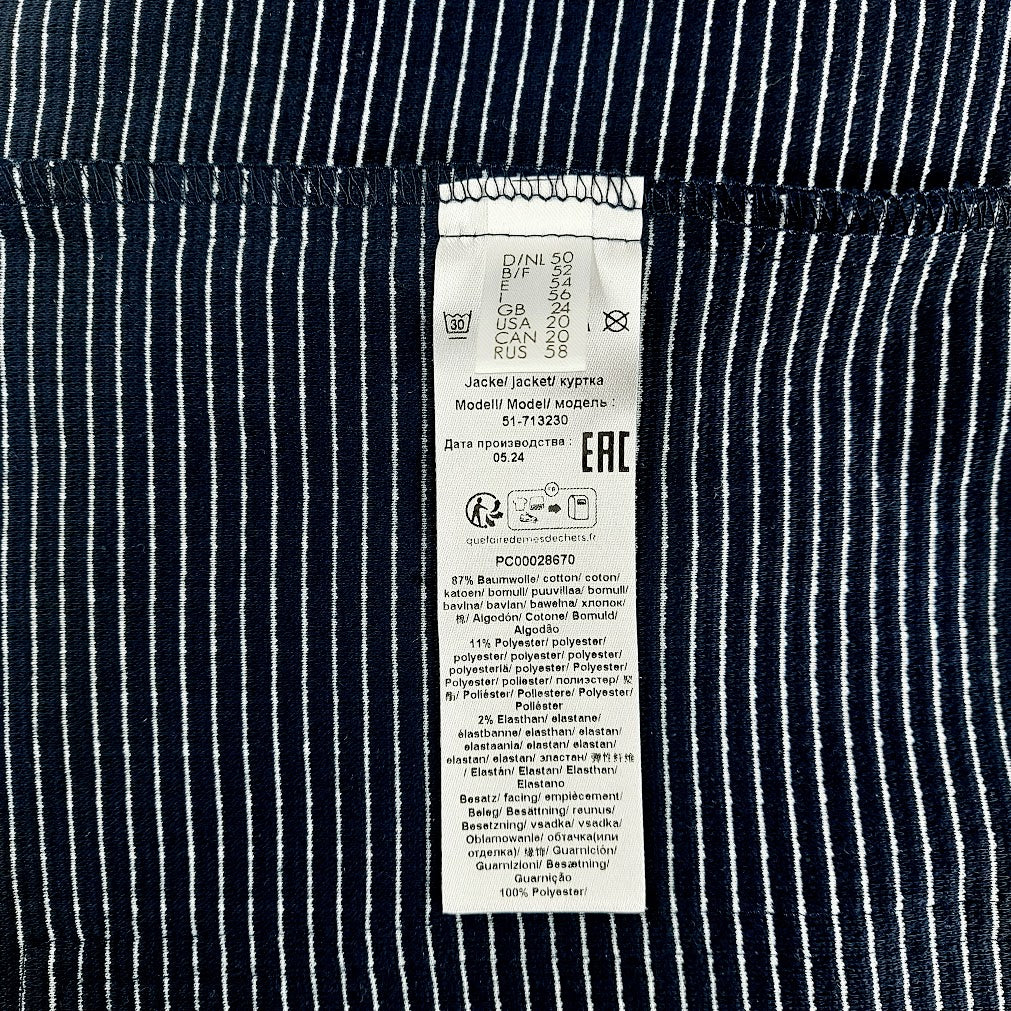 D/NL 50
B/F 52
E 54
I 56
GB 24
USA 20
CAN 20
RUS 58
30
Jacke/ jacket/ куртка
Modell/ Model/ модель :
51-713230
Дата производства :
05.24
EAC
quefairedemesdechets.fr
PC00028670
87% Baumwolle/ cotton/ coton/
katoen/ bomull/ puuvillaa/ bomull/
bavlna/ bavlan/ bawełna/ хлопок/
棉/ Algodón/ Cotone/ Bomuld/
Algodão
11% Polyester/ polyester/
polyester/ polyester/ polyester/
polyesteriä/ polyester/ Polyester/
Polyester/ poliester/ полиэстер/ 聚
酯/ Poliéster/ Poliestere/ Polyester/
Poliéster
2% Elasthan/ elastane/
élasthanne/ elasthan/ elastan/
elastaania/ elastan/ elastan/
elastan/ elastan/ эластан/ 弹性纤维
/ Elastán/ Elastan/ Elasthan/
Elastano
Besatz/ facing/ empiècement/
Beleg/ Besättning/ reunus/
Besetzning/ vsadka/ vsadka/
Oblamowanie/ обтачка(или
отделка)/ 缘饰/ Guarnición/
Guarnizioni/ Besætning/
Guarnição
100% Polyester/